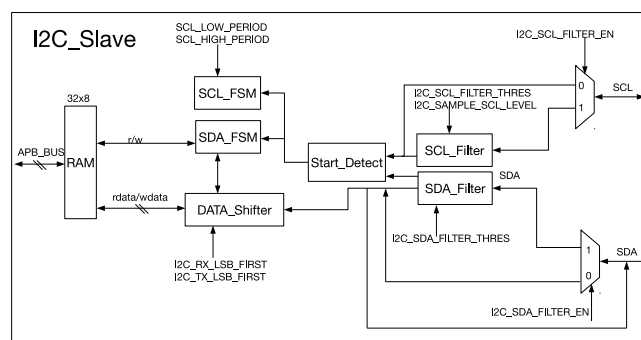 I2C_Slave
SCL_LOW_PERIOD
SCL_HIGH_PERIOD
I2C_SCL_FILTER_EN
32x8
SCL_FSM
I2C_SCL_FILTER_THRES
I2C_SAMPLE_SCL_LEVEL
0
1
SCL
APB_BUS
RAM
r/w
SDA_FSM
Start_Detect
SCL_Filter
SDA
SDA_Filter
rdata/wdata
DATA_Shifter
I2C_SDA_FILTER_THRES
1
0
SDA
I2C_RX_LSB_FIRST
I2C_TX_LSB_FIRST
I2C_SDA_FILTER_EN